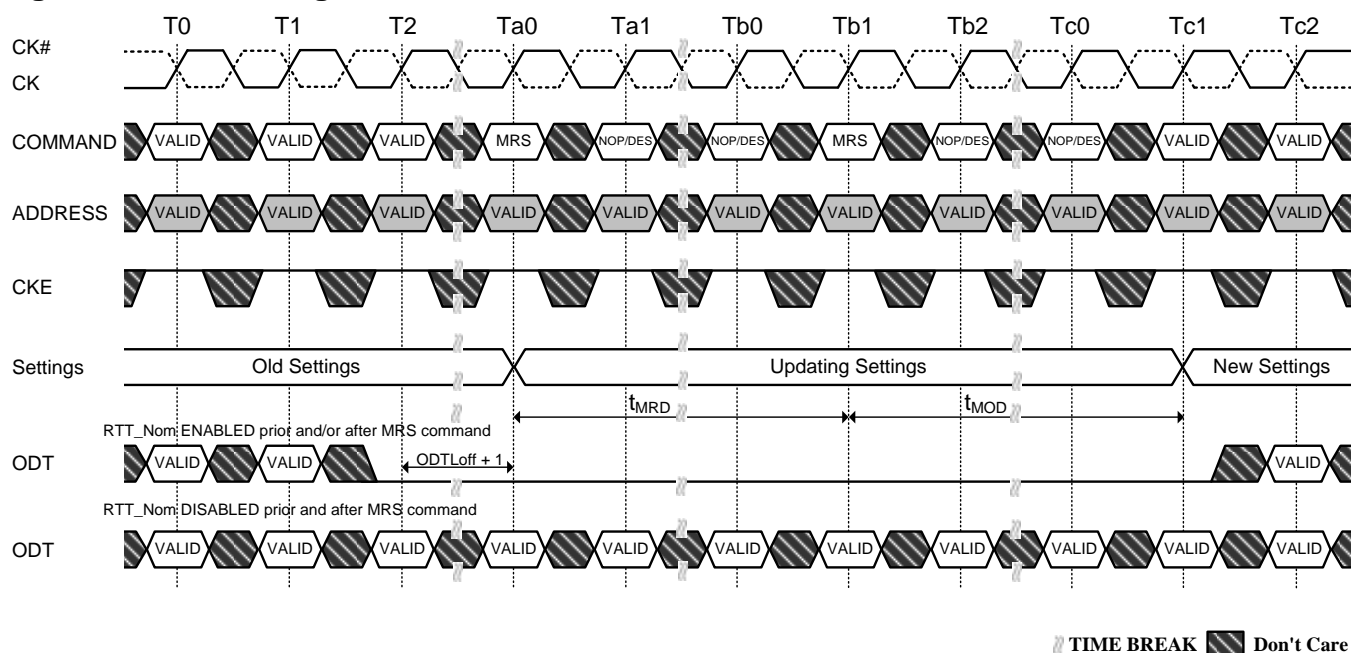 T0 T1 T2 Ta0 Ta1 Tb0 Tb1 Tb2 Tc0 Tc1 Tc2
CK#
CK
COMMAND VALID VALID VALID MRS NOP/DES NOP/DES MRS NOP/DES NOP/DES VALID VALID
ADDRESS VALID VALID VALID VALID VALID VALID VALID VALID VALID VALID VALID
CKE
Settings Old Settings Updating Settings New Settings
tMRD tMOD
RTT_Nom ENABLED prior and/or after MRS command
ODT VALID VALID ODTLoff + 1 VALID
RTT_Nom DISABLED prior and after MRS command
ODT VALID VALID VALID VALID VALID VALID VALID VALID VALID VALID VALID
TIME BREAK Don't Care